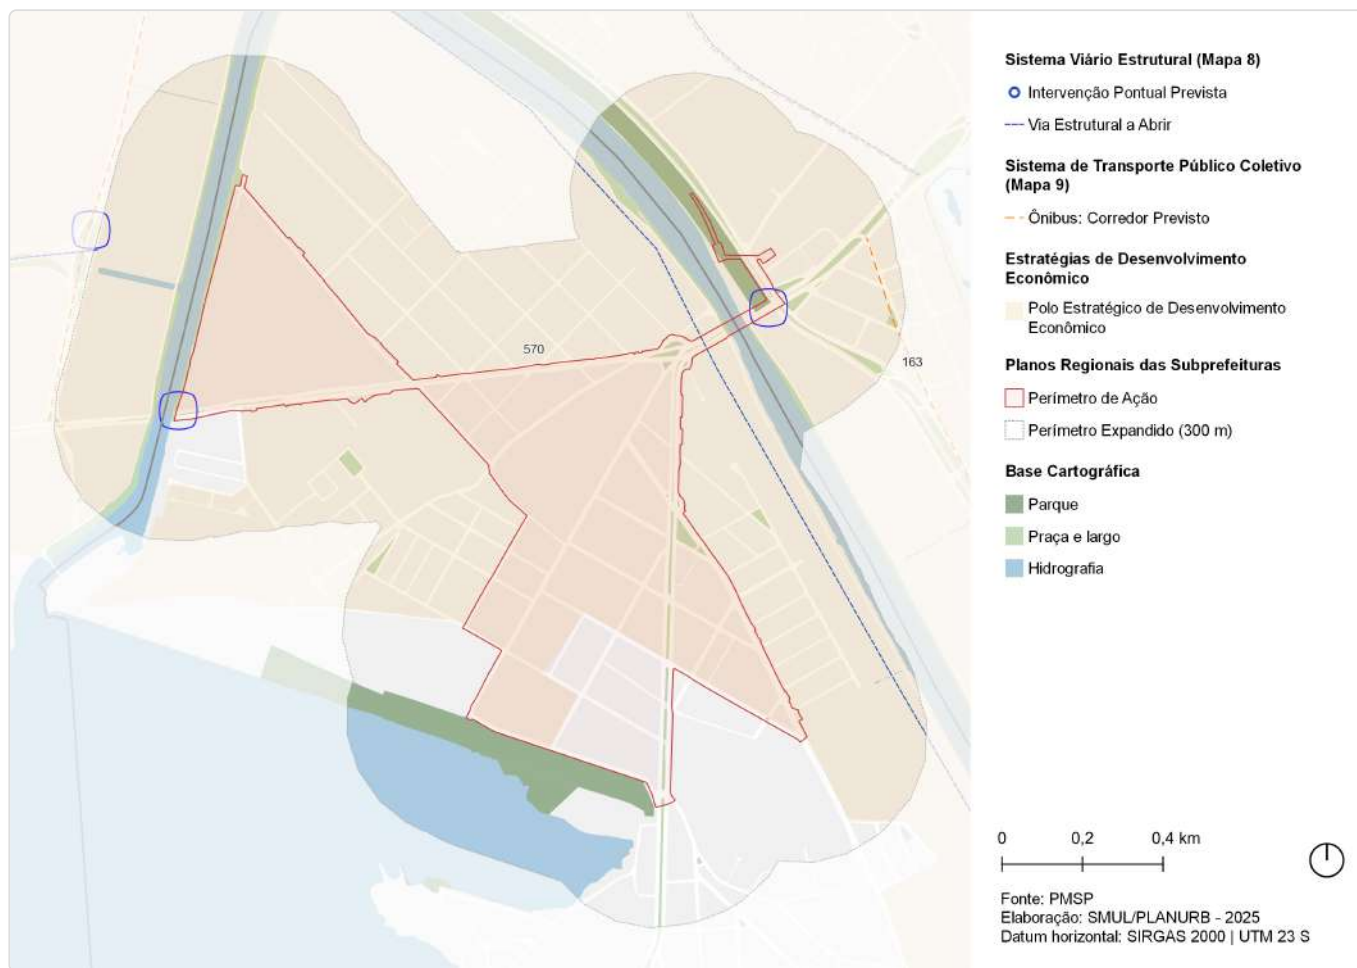 Sistema Viário Estrutural (Mapa 8)
Intervenção Pontual Prevista
Via Estrutural a Abrir
Sistema de Transporte Público Coletivo
(Mapa 9)
Ônibus: Corredor Previsto
Estratégias de Desenvolvimento
Econômico
Polo Estratégico de Desenvolvimento
Econômico
Planos Regionais das Subprefeituras
Perímetro de Ação
Perímetro Expandido (300 m)
Base Cartográfica
Parque
Praça e largo
Hidrografia
570
163
0 0,2 0,4 km
Fonte: PMSP
Elaboração: SMUL/PLANURB - 2025
Datum horizontal: SIRGAS 2000 | UTM 23 S